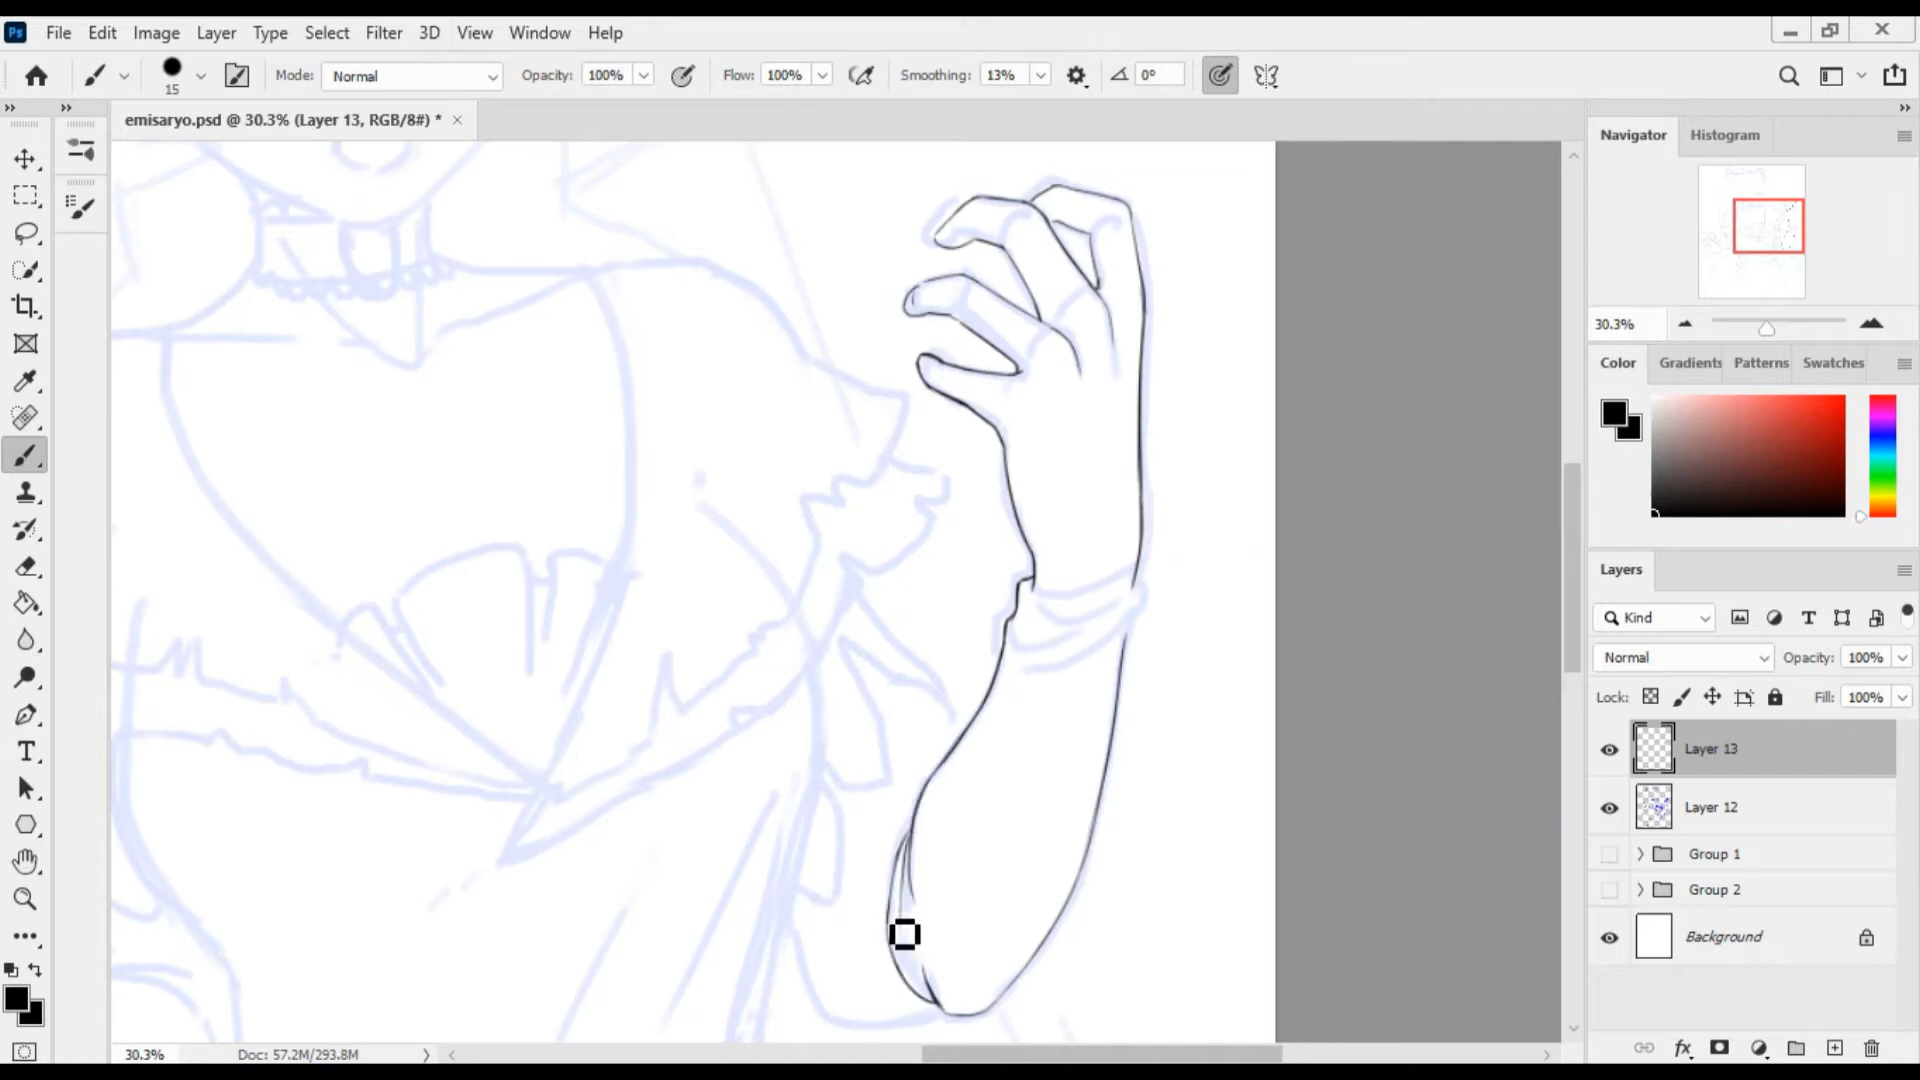 Ps File Edit Image Layer Type Select Filter 3D View Window Help
15 Mode: Normal Opacity: 100% Flow: 100% Smoothing: 13% 0°
emisaryo.psd @ 30.3% (Layer 13, RGB/8#) *
Navigator Histogram
30.3%
Color Gradients Patterns Swatches
Layers
Kind
Normal Opacity: 100%
Lock: Fill: 100%
Layer 13
Layer 12
Group 1
Group 2
Background
30.3% Doc: 57.2M/293.8M
fx